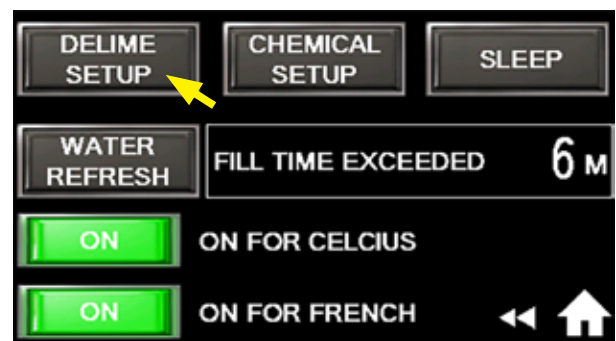 DELIME
SETUP
CHEMICAL
SETUP
SLEEP
WATER
REFRESH
FILL TIME EXCEEDED 6 M
ON ON FOR CELCIUS
ON ON FOR FRENCH